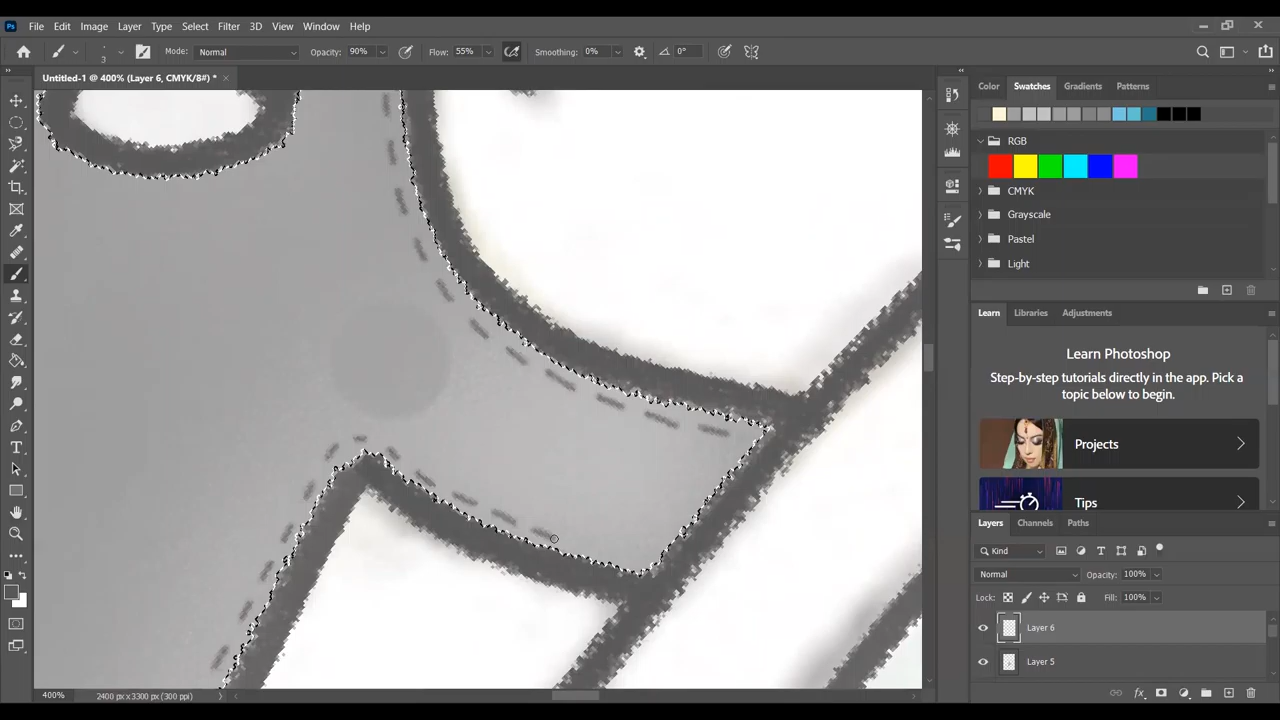 Ps File Edit Image Layer Type Select Filter 3D View Window Help
3 Mode: Normal Opacity: 90% Flow: 55% Smoothing: 0% 0°
Untitled-1 @ 400% (Layer 6, CMYK/8#) *
Color Swatches Gradients Patterns
RGB
CMYK
Grayscale
Pastel
Light
Learn Libraries Adjustments
Learn Photoshop
Step-by-step tutorials directly in the app. Pick a
topic below to begin.
Projects
Tips
Layers Channels Paths
Kind
Normal Opacity: 100%
Lock: Fill: 100%
Layer 6
Layer 5
400% 2400 px x 3300 px (300 ppi)